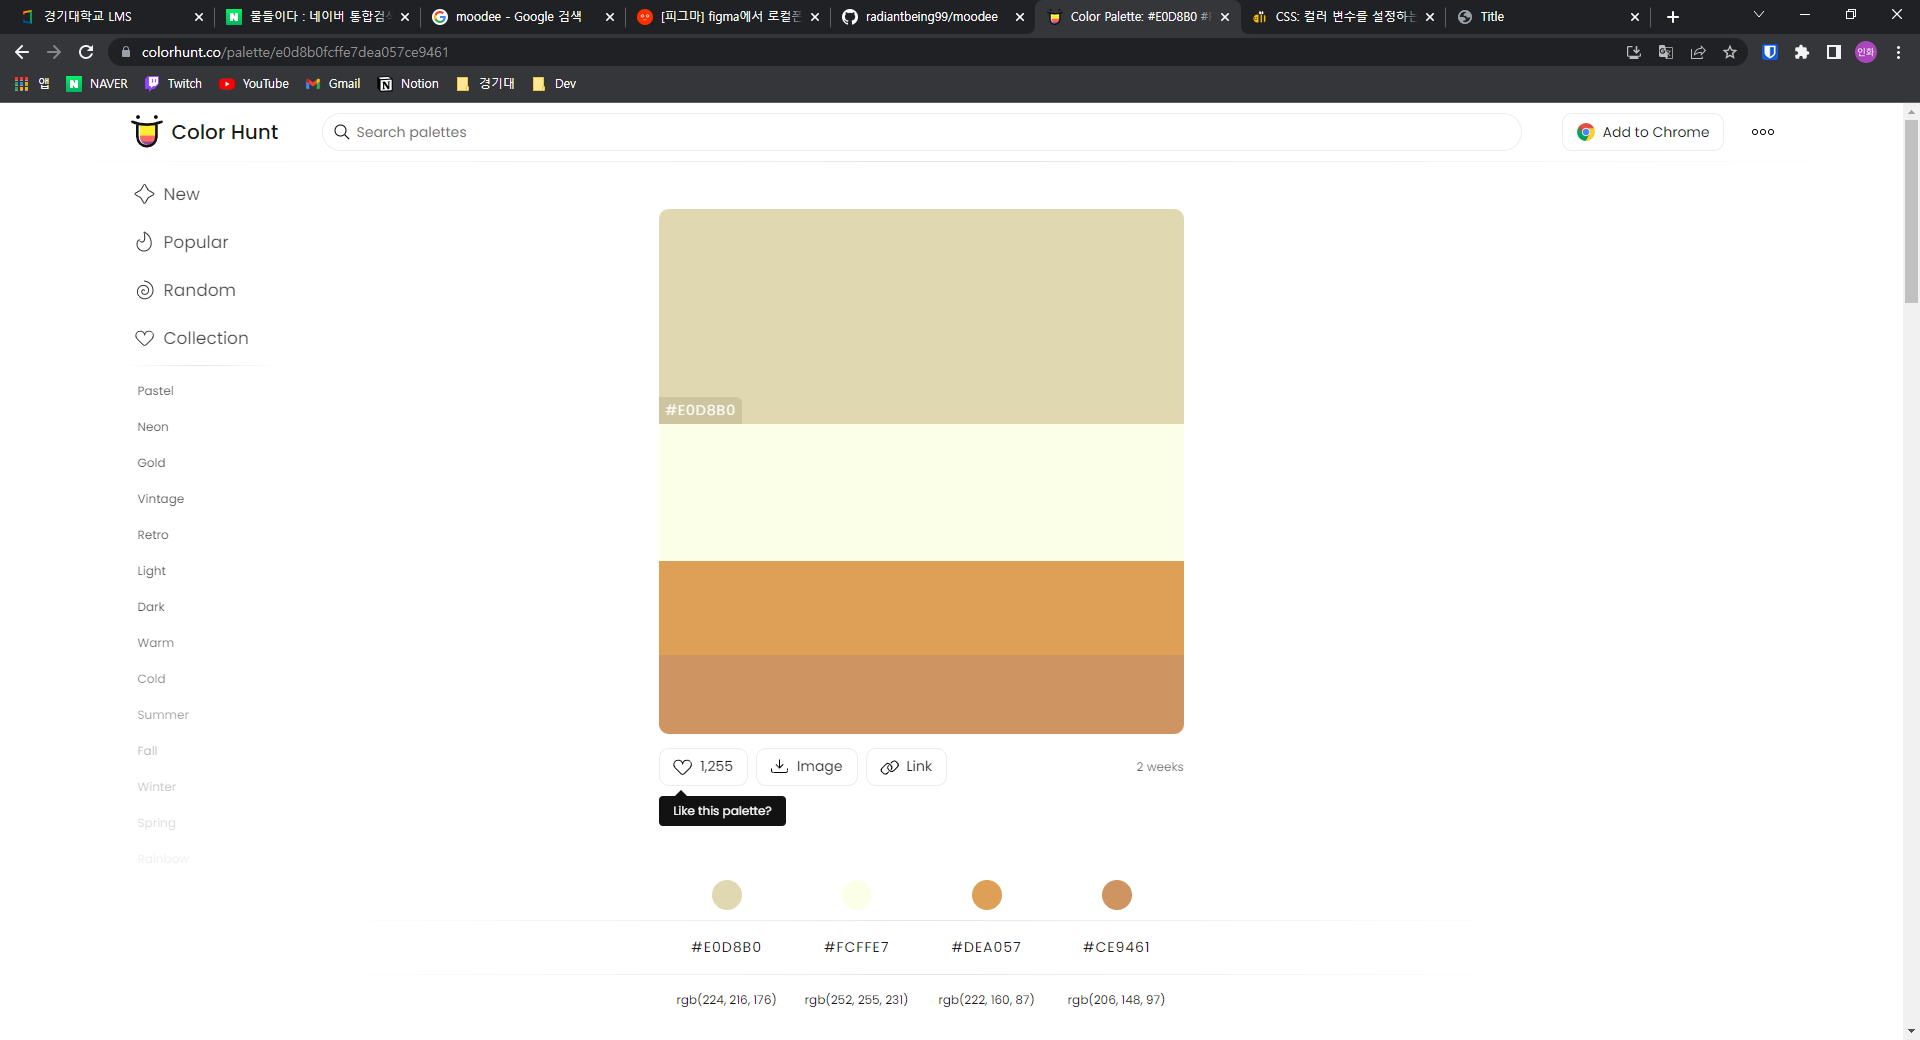 경기대학교 LMS
물들이다 : 네이버 통합검
moodee - Google 검색
[피그마] figma에서 로컬폰
radiantbeing99/moodee
Color Palette: #E0D8B0 #
CSS: 컬러 변수를 설정하는
Title
colorhunt.co/palette/e0d8b0fcffe7dea057ce9461
인화
앱
NAVER
Twitch
YouTube
Gmail
Notion
경기대
Dev
Color Hunt
Search palettes
Add to Chrome
New
Popular
Random
Collection
Pastel
Neon
Gold
Vintage
Retro
Light
Dark
Warm
Cold
Summer
Fall
Winter
Spring
Rainbow
#E0D8B0
1,255
Image
Link
2 weeks
Like this palette?
#E0D8B0
#FCFFE7
#DEA057
#CE9461
rgb(224, 216, 176)
rgb(252, 255, 231)
rgb(222, 160, 87)
rgb(206, 148, 97)